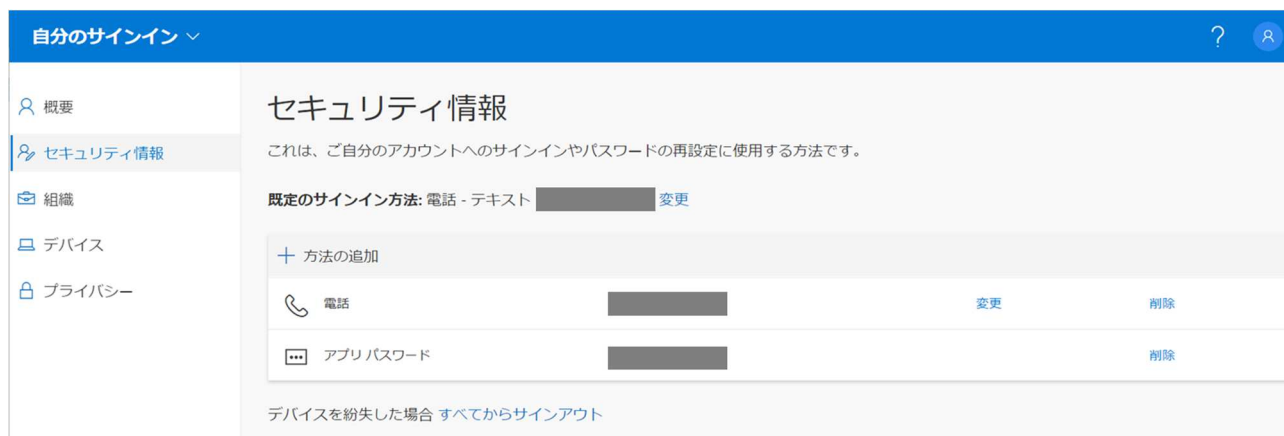 自分のサインイン
?
概要
セキュリティ情報
組織
デバイス
プライバシー
セキュリティ情報
これは、ご自分のアカウントへのサインインやパスワードの再設定に使用する方法です。
既定のサインイン方法: 電話 - テキスト 変更
+ 方法の追加
電話 変更 削除
アプリ パスワード 削除
デバイスを紛失した場合 すべてからサインアウト